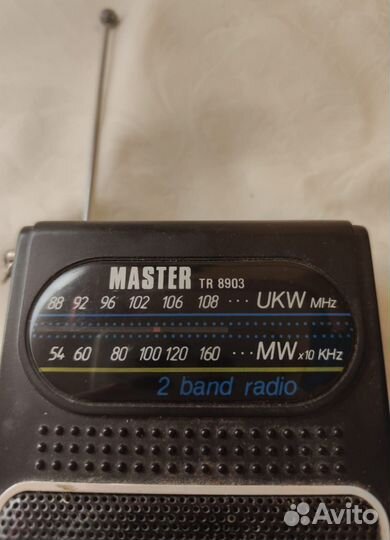 MASTER TR 8903
88 92 96 102 106 108 ··· UKW MHz
54 60 80 100 120 160 ··· MW x10 KHz
2 band radio
Avito